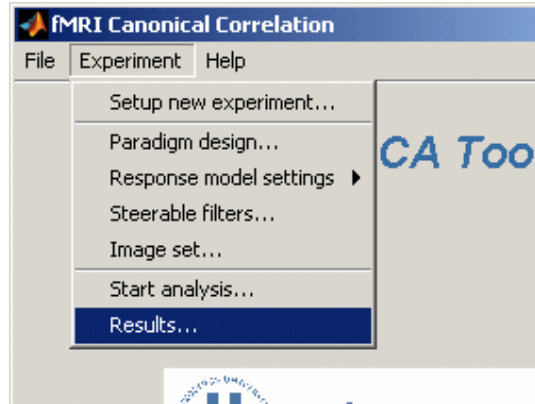 fMRI Canonical Correlation
File Experiment Help
Setup new experiment...
Paradigm design...
CA Too
Response model settings
Steerable filters...
Image set...
Start analysis...
Results...